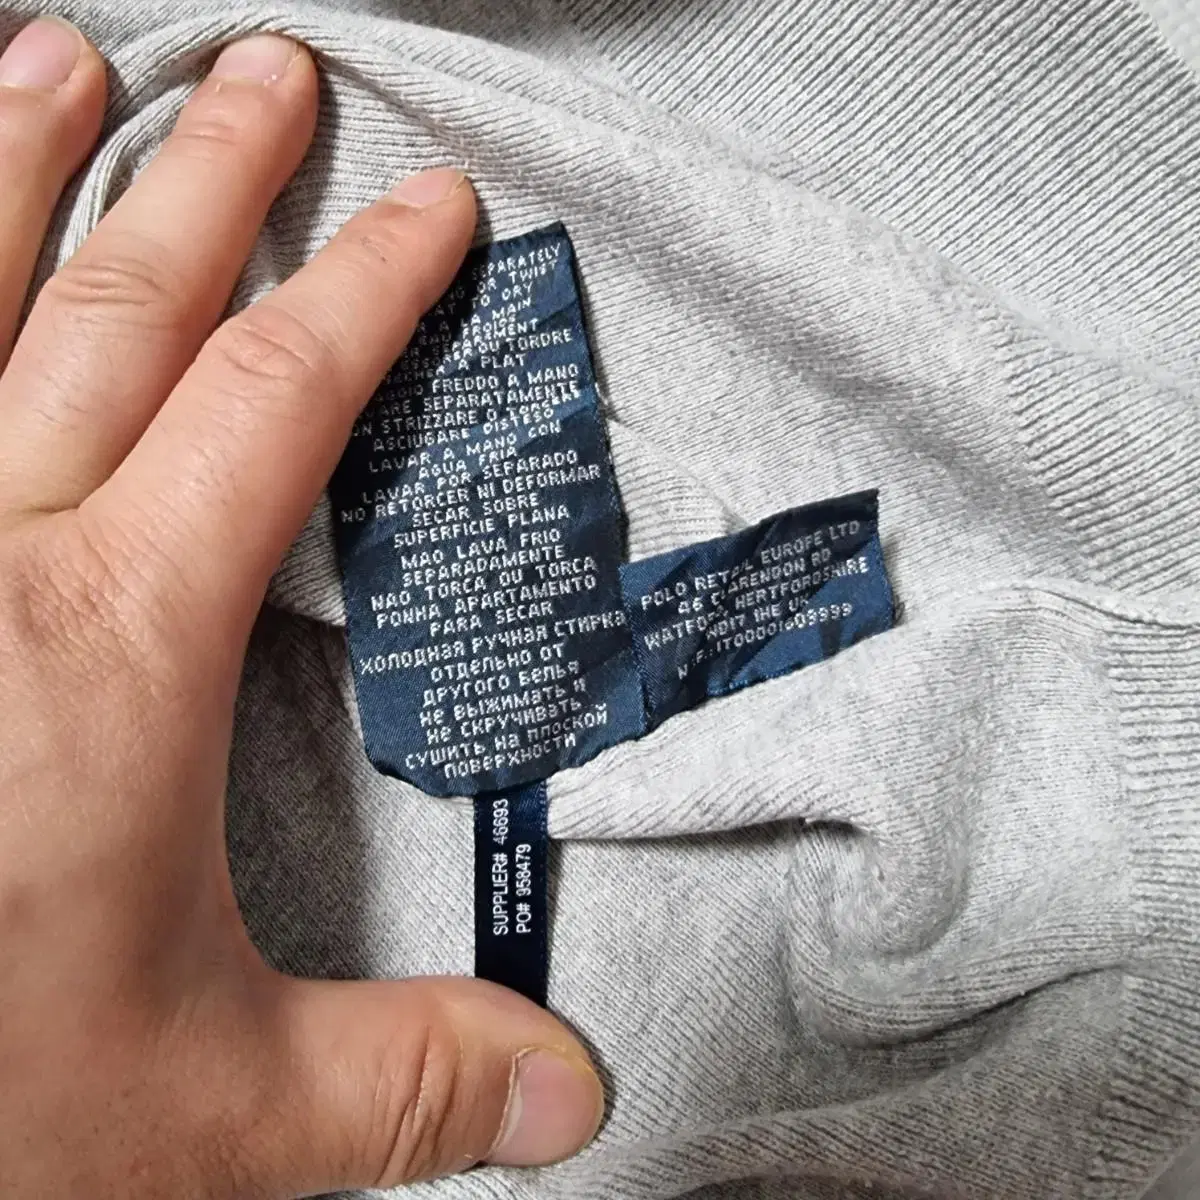 SEPARATELY
OR TWIST
TO DRY
A LA MAIN
FROIDE
OU TORDRE
A PLAT
FREDDO A MANO
SEPARATAMENTE
STRIZZARE O TORCERE
ASCIUGARE DISTESO
LAVAR A MANO CON
AGUA FRIA
LAVAR POR SEPARADO
NO RETORCER NI DEFORMAR
SECAR SOBRE
SUPERFICIE PLANA
MAO LAVA FRIO
SEPARADAMENTE
NAO TORCA OU TORCA
PONHA APARTAMENTO
PARA SECAR
ХОЛОДНАЯ РУЧНАЯ СТИРКА
ОТДЕЛЬНО ОТ
ДРУГОГО БЕЛЬЯ
НЕ ВЫЖИМАТЬ И
НЕ СКРУЧИВАТЬ
СУШИТЬ НА ПЛОСКОЙ
ПОВЕРХНОСТИ
POLO RETAIL EUROPE LTD
46 CLARENDON RD
HERTFORDSHIRE
WD17 1HE UK
SUPPLIER# 46693
PO# 958479